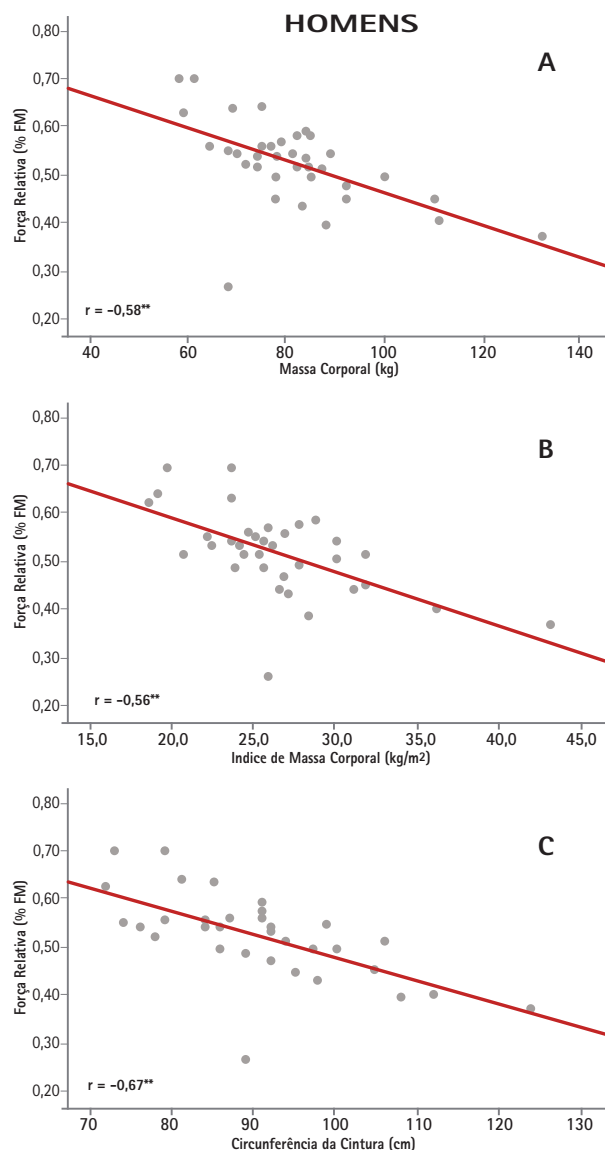 HOMENS
A
0,80
0,70
0,60
0,50
0,40
0,30
0,20
Força Relativa (% FM)
r = -0,58**
40 60 80 100 120 140
Massa Corporal (kg)
B
0,80
0,70
0,60
0,50
0,40
0,30
0,20
Força Relativa (% FM)
r = -0,56**
15,0 20,0 25,0 30,0 35,0 40,0 45,0
Indice de Massa Corporal (kg/m2)
C
0,80
0,70
0,60
0,50
0,40
0,30
0,20
Força Relativa (% FM)
r = -0,67**
70 80 90 100 110 120 130
Circunferência da Cintura (cm)